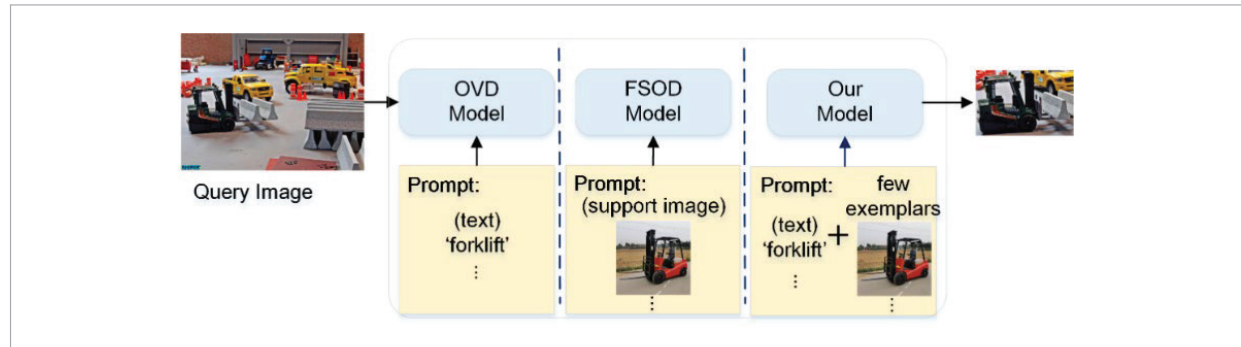 OVD
Model
FSOD
Model
Our
Model
Query Image
Prompt:
(text)
‘forklift’
Prompt:
(support image)
Prompt:
few
exemplars
(text)
‘forklift’
+